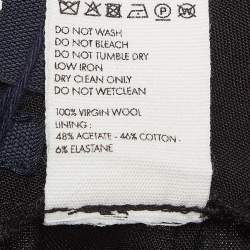 DO NOT WASH
DO NOT BLEACH
DO NOT TUMBLE DRY
LOW IRON
DRY CLEAN ONLY
DO NOT WETCLEAN
100% VIRGIN WOOL
LINING :
48% ACETATE - 46% COTTON -
6% ELASTANE